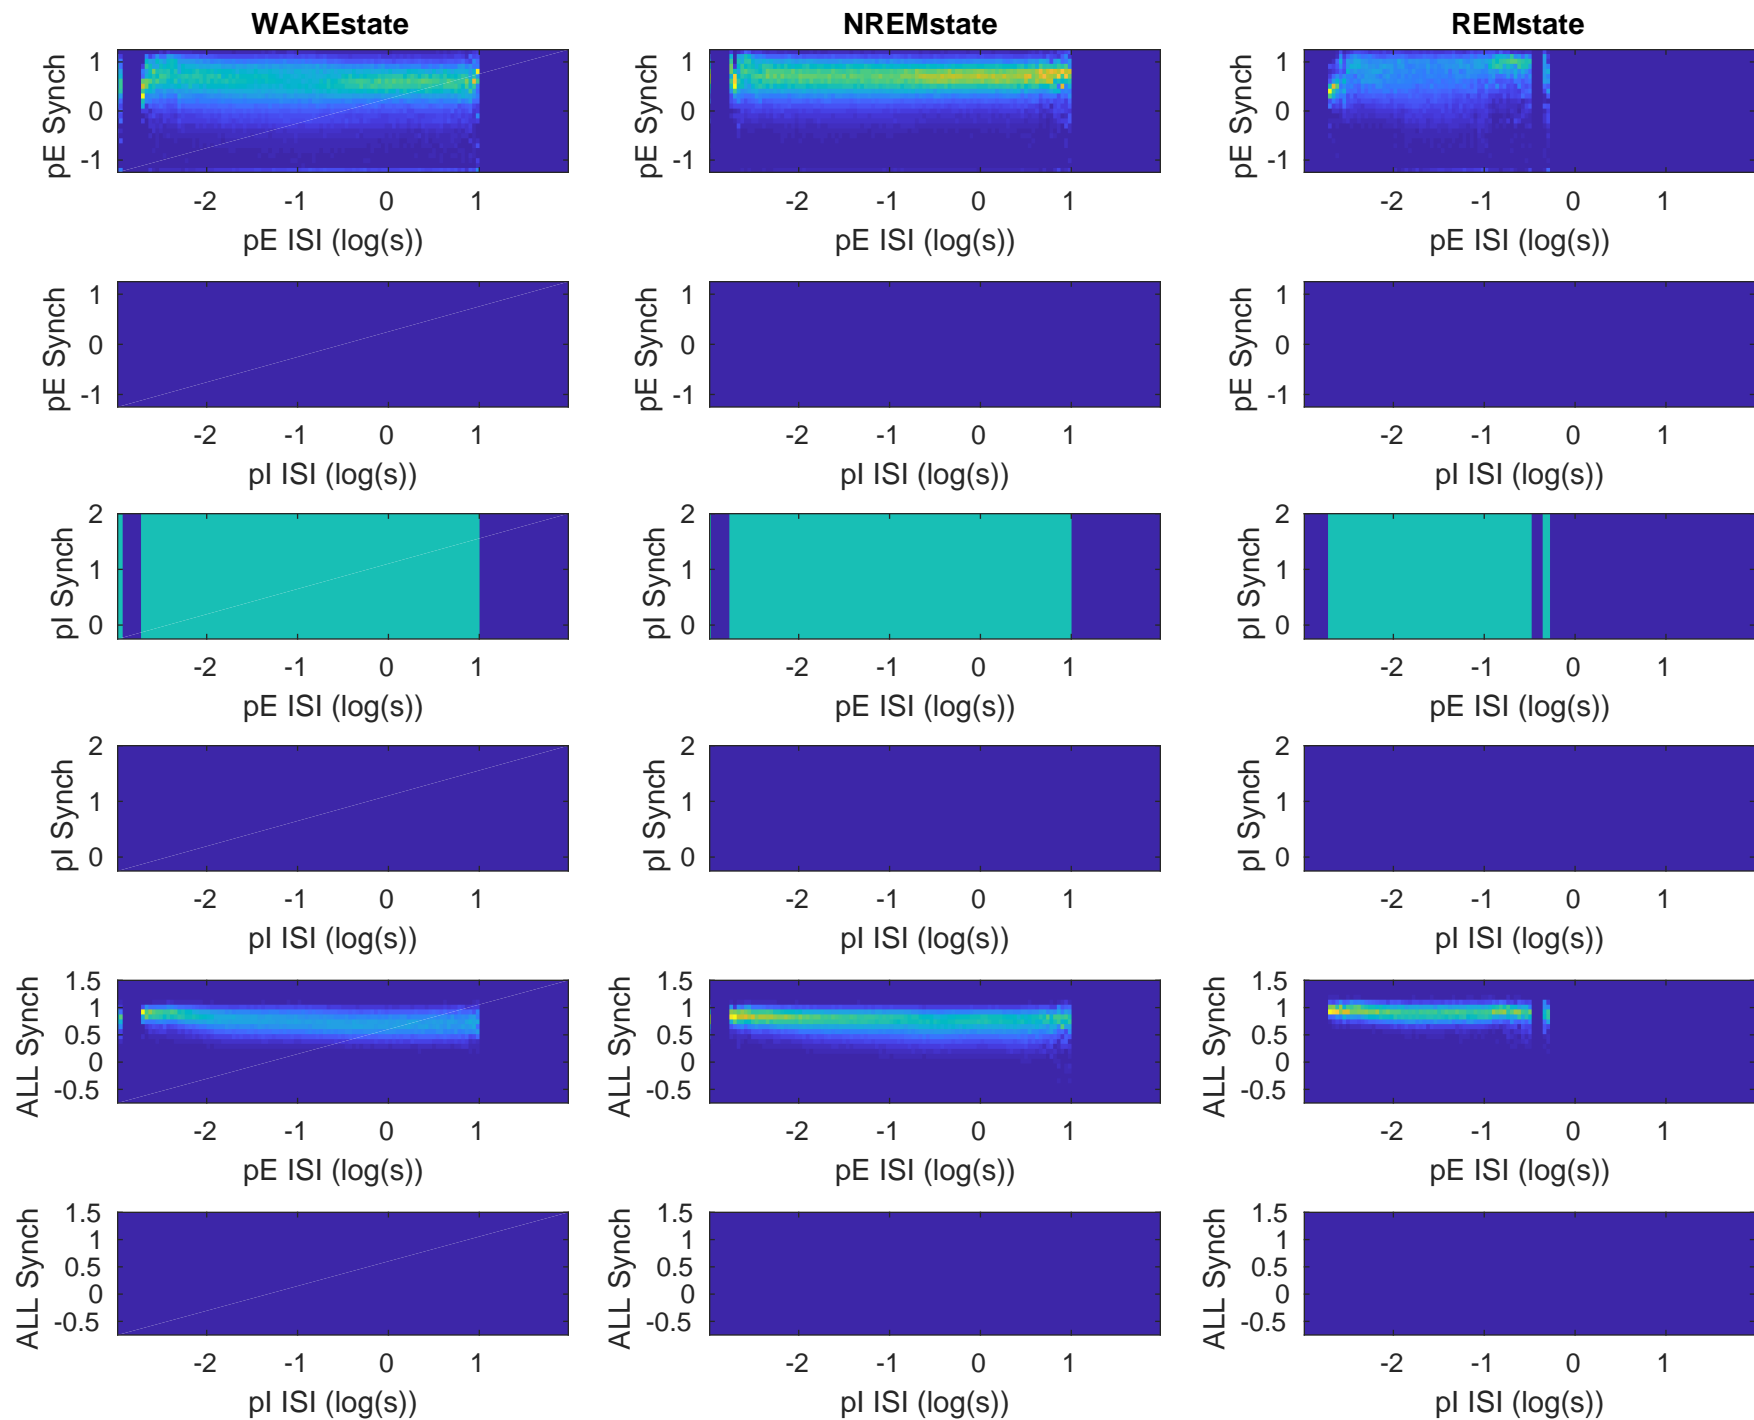 WAKEstate NREMstate REMstate
pE Synch 1 0 -1 pE Synch 1 0 -1 pE Synch 1 0 -1
-2 -1 0 1 -2 -1 0 1 -2 -1 0 1
pE ISI (log(s)) pE ISI (log(s)) pE ISI (log(s))
pE Synch 1 0 -1 pE Synch 1 0 -1 pE Synch 1 0 -1
-2 -1 0 1 -2 -1 0 1 -2 -1 0 1
pI ISI (log(s)) pI ISI (log(s)) pI ISI (log(s))
pI Synch 2 1 0 pI Synch 2 1 0 pI Synch 2 1 0
-2 -1 0 1 -2 -1 0 1 -2 -1 0 1
pE ISI (log(s)) pE ISI (log(s)) pE ISI (log(s))
pI Synch 2 1 0 pI Synch 2 1 0 pI Synch 2 1 0
-2 -1 0 1 -2 -1 0 1 -2 -1 0 1
pI ISI (log(s)) pI ISI (log(s)) pI ISI (log(s))
ALL Synch 1.5 1 0.5 0 -0.5 ALL Synch 1.5 1 0.5 0 -0.5 ALL Synch 1.5 1 0.5 0 -0.5
-2 -1 0 1 -2 -1 0 1 -2 -1 0 1
pE ISI (log(s)) pE ISI (log(s)) pE ISI (log(s))
ALL Synch 1.5 1 0.5 0 -0.5 ALL Synch 1.5 1 0.5 0 -0.5 ALL Synch 1.5 1 0.5 0 -0.5
-2 -1 0 1 -2 -1 0 1 -2 -1 0 1
pI ISI (log(s)) pI ISI (log(s)) pI ISI (log(s))